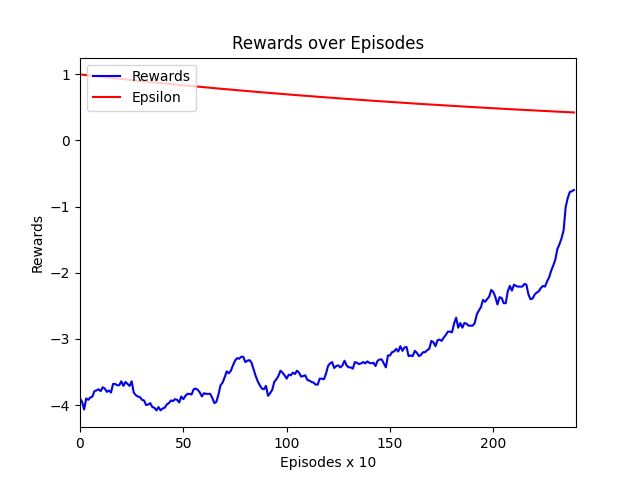 Rewards over Episodes
Rewards
Epsilon
1
0
−1
−2
−3
−4
Rewards
0
50
100
150
200
Episodes x 10